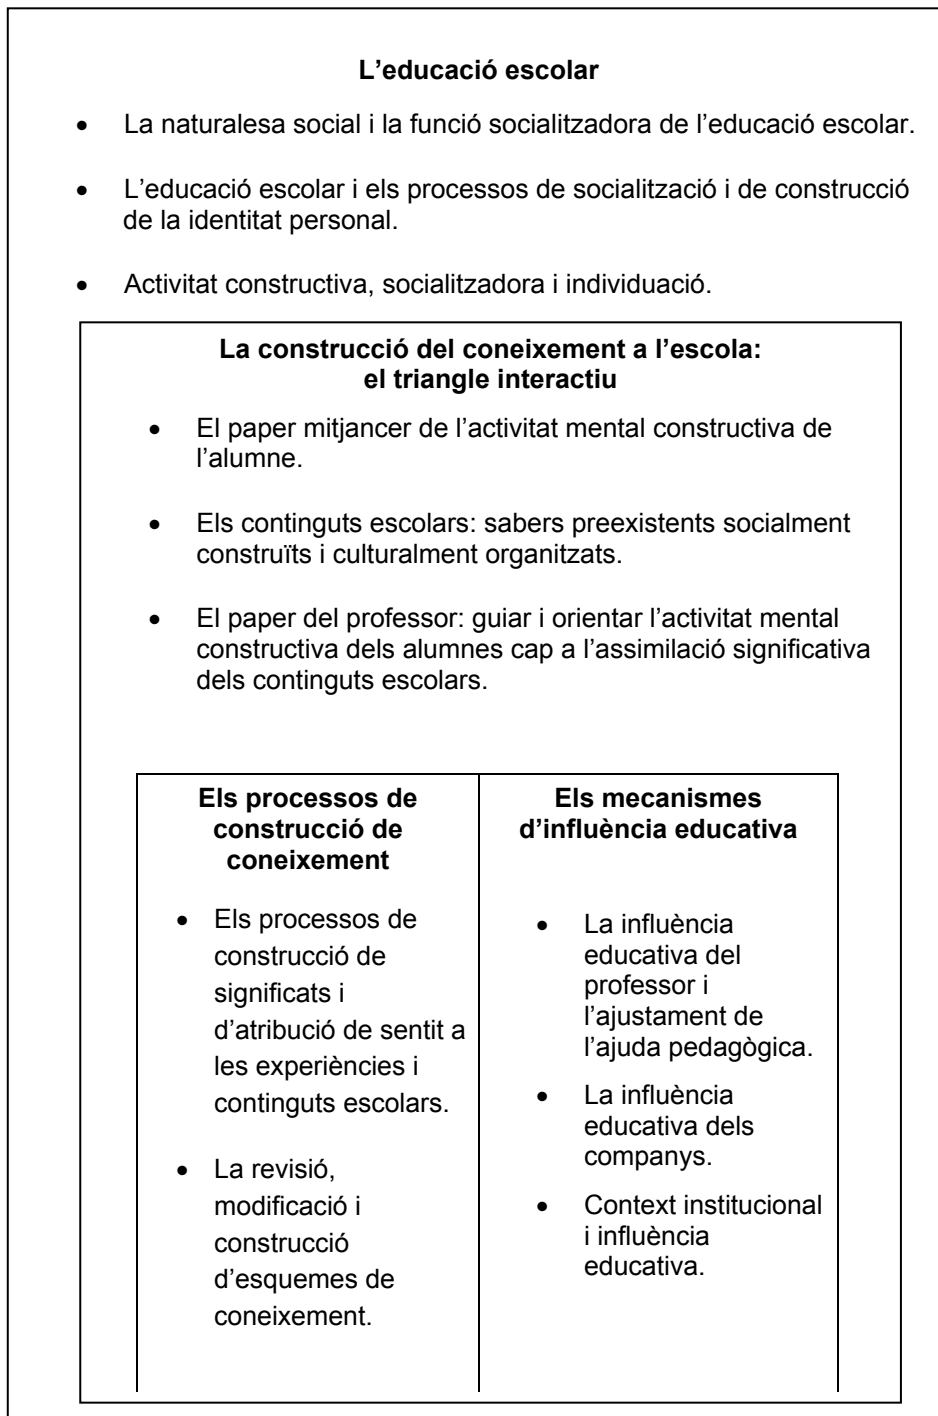 L’educació escolar
• La naturalesa social i la funció socialitzadora de l’educació escolar.
• L’educació escolar i els processos de socialització i de construcció
de la identitat personal.
• Activitat constructiva, socialitzadora i individuació.
La construcció del coneixement a l’escola:
el triangle interactiu
• El paper mitjancer de l’activitat mental constructiva de
l’alumne.
• Els continguts escolars: sabers preexistents socialment
construïts i culturalment organitzats.
• El paper del professor: guiar i orientar l’activitat mental
constructiva dels alumnes cap a l’assimilació significativa
dels continguts escolars.
Els processos de
construcció de
coneixement
• Els processos de
construcció de
significats i
d’atribució de sentit a
les experiències i
continguts escolars.
• La revisió,
modificació i
construcció
d’esquemes de
coneixement.
Els mecanismes
d’influència educativa
• La influència
educativa del
professor i
l’ajustament de
l’ajuda pedagògica.
• La influència
educativa dels
companys.
• Context institucional
i influència
educativa.